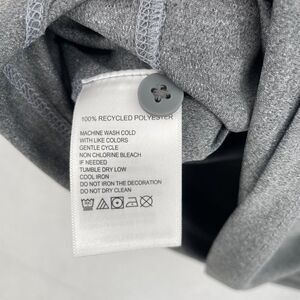 100% RECYCLED POLYESTER
MACHINE WASH COLD
WITH LIKE COLORS
GENTLE CYCLE
NON CHLORINE BLEACH
IF NEEDED
TUMBLE DRY LOW
COOL IRON
DO NOT IRON THE DECORATION
DO NOT DRY CLEAN